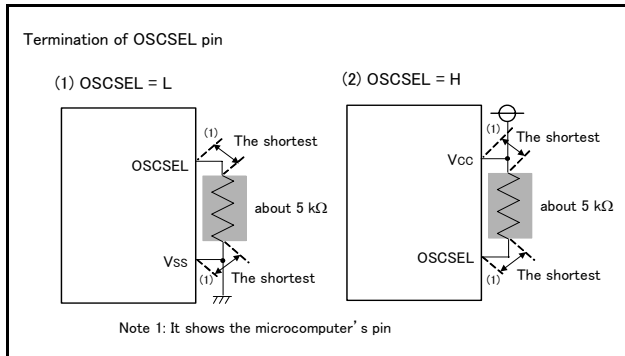 Termination of OSCSEL pin
(1) OSCSEL = L
(2) OSCSEL = H
(1)
The shortest
OSCSEL
about 5 kΩ
Vss
(1)
The shortest
(1)
The shortest
Vcc
about 5 kΩ
OSCSEL
(1)
The shortest
Note 1: It shows the microcomputer's pin